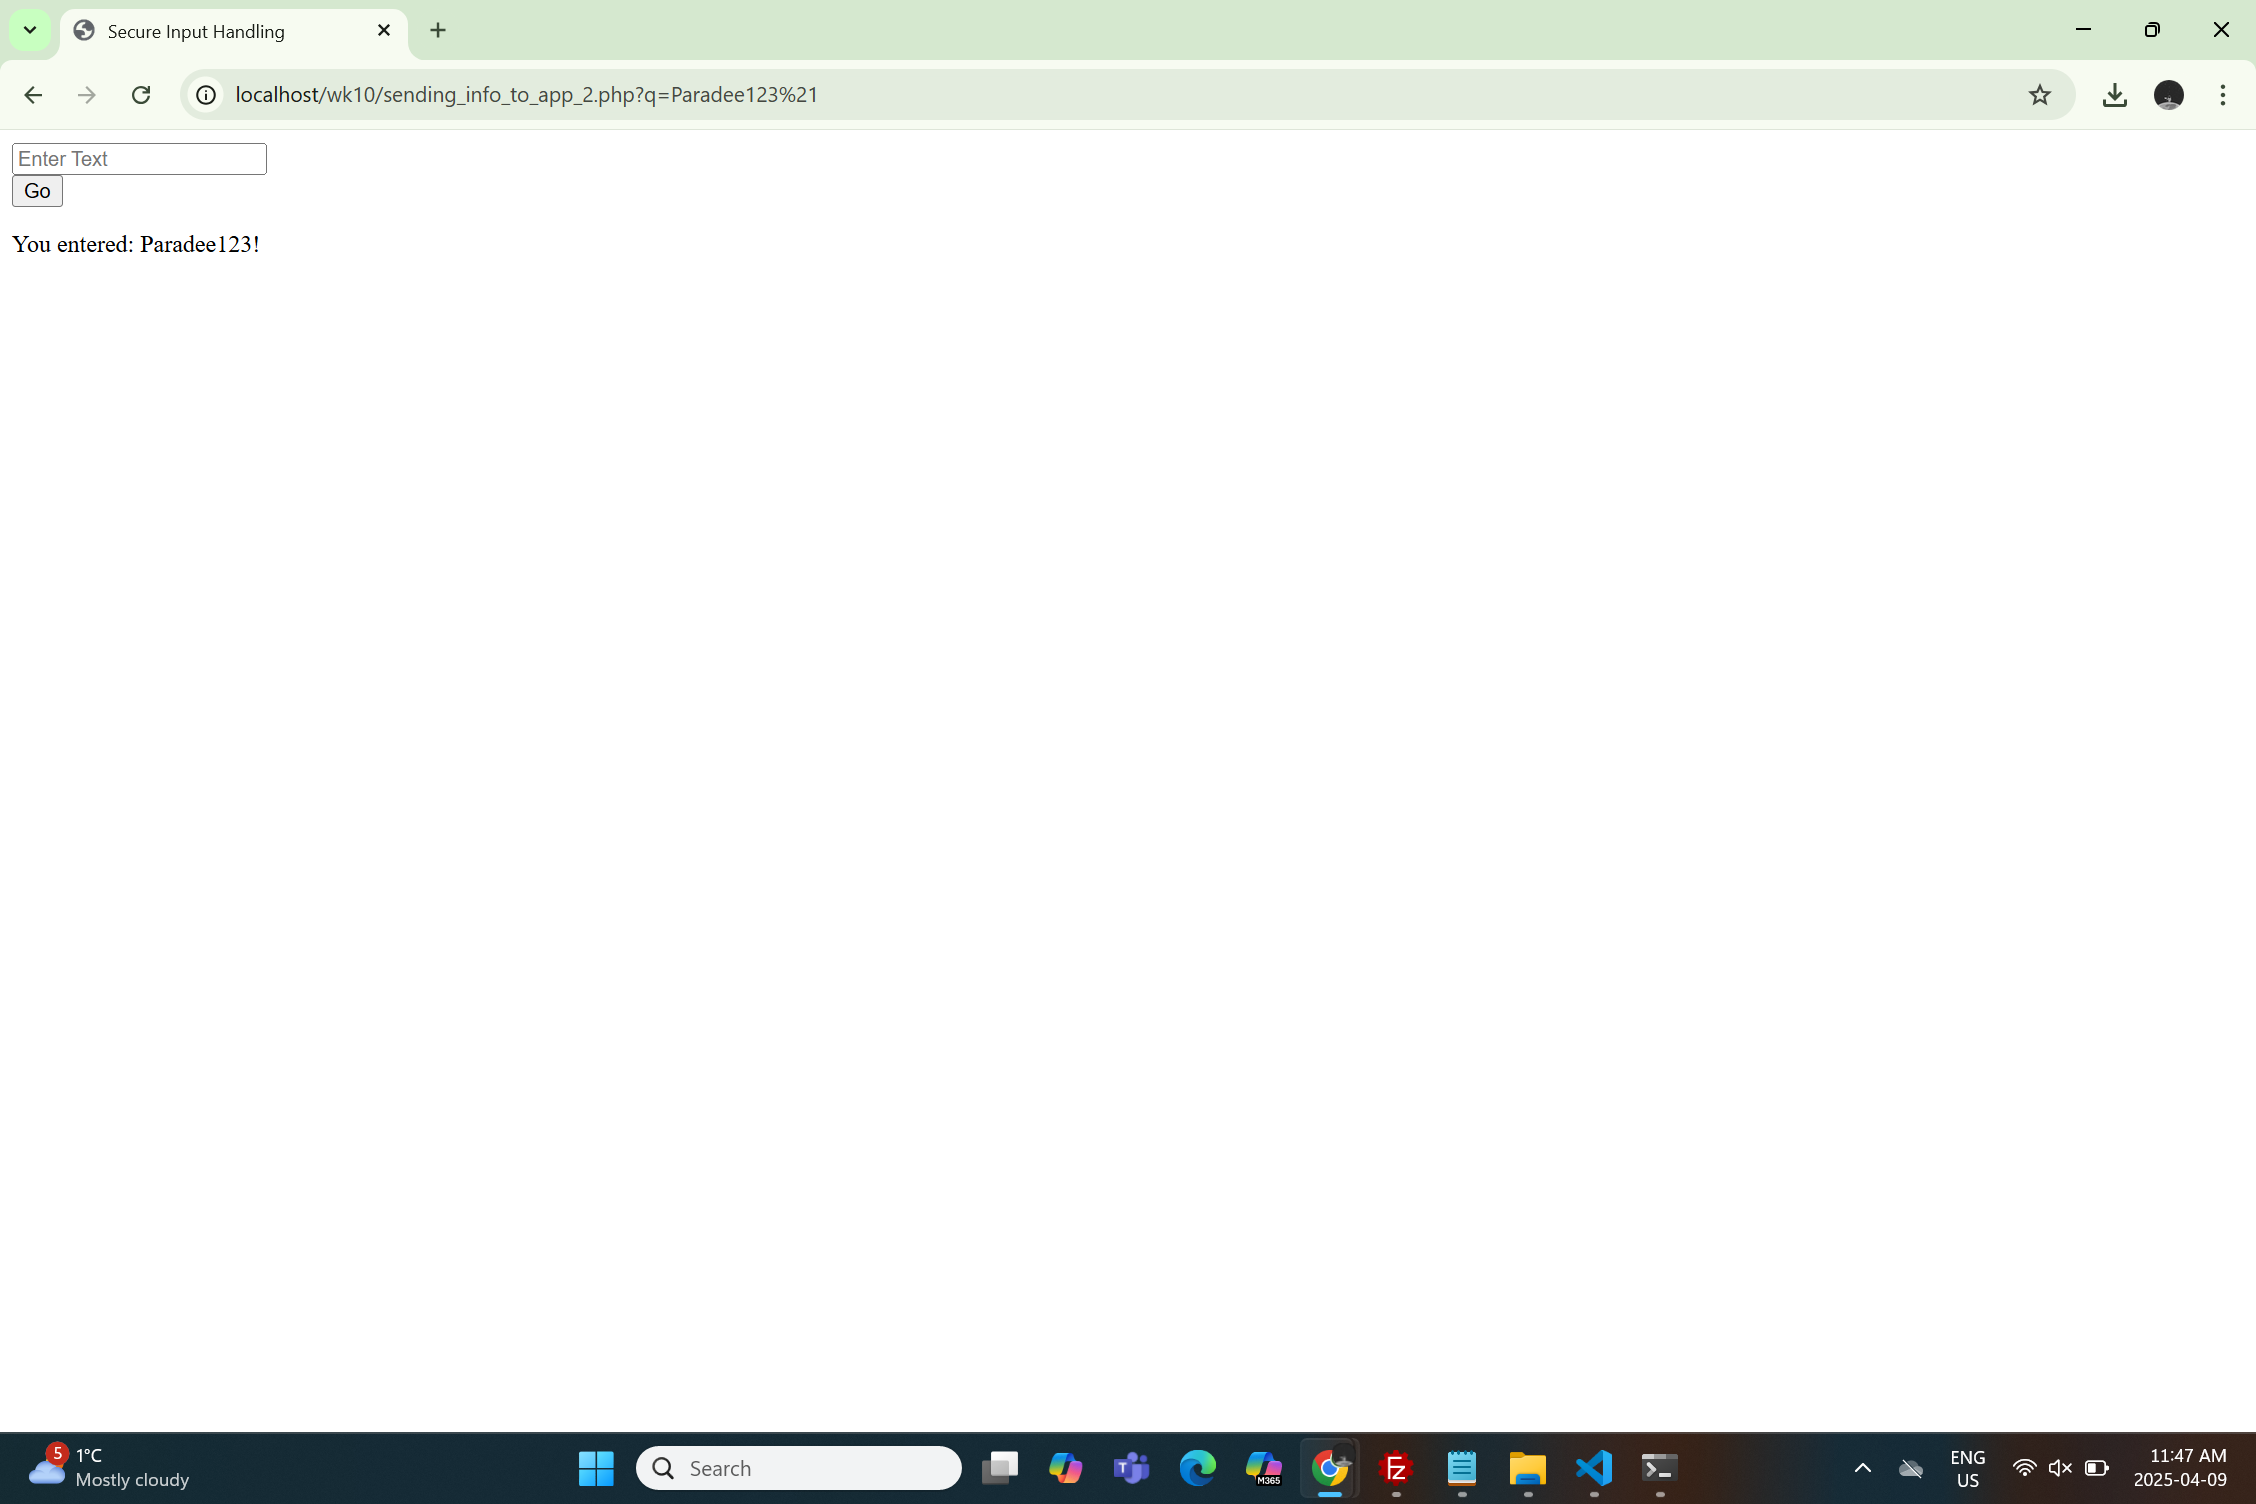 Secure Input Handling
localhost/wk10/sending_info_to_app_2.php?q=Paradee123%21
Enter Text
Go
You entered: Paradee123!
5
1°C
Mostly cloudy
Search
T
M365
Fz
ENG
US
11:47 AM
2025-04-09